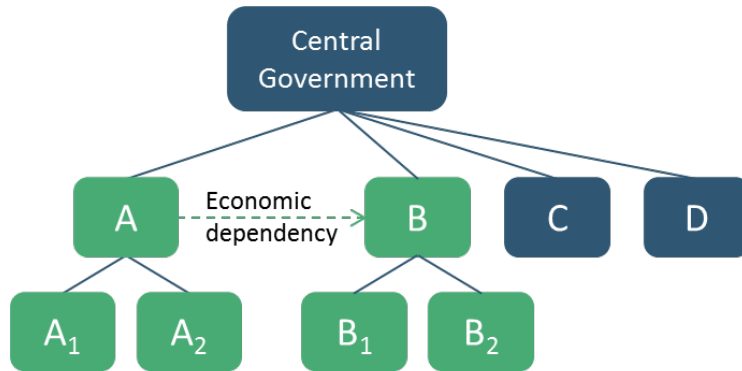 Central
Government
A
Economic
dependency
B
C
D
A₁
A₂
B₁
B₂